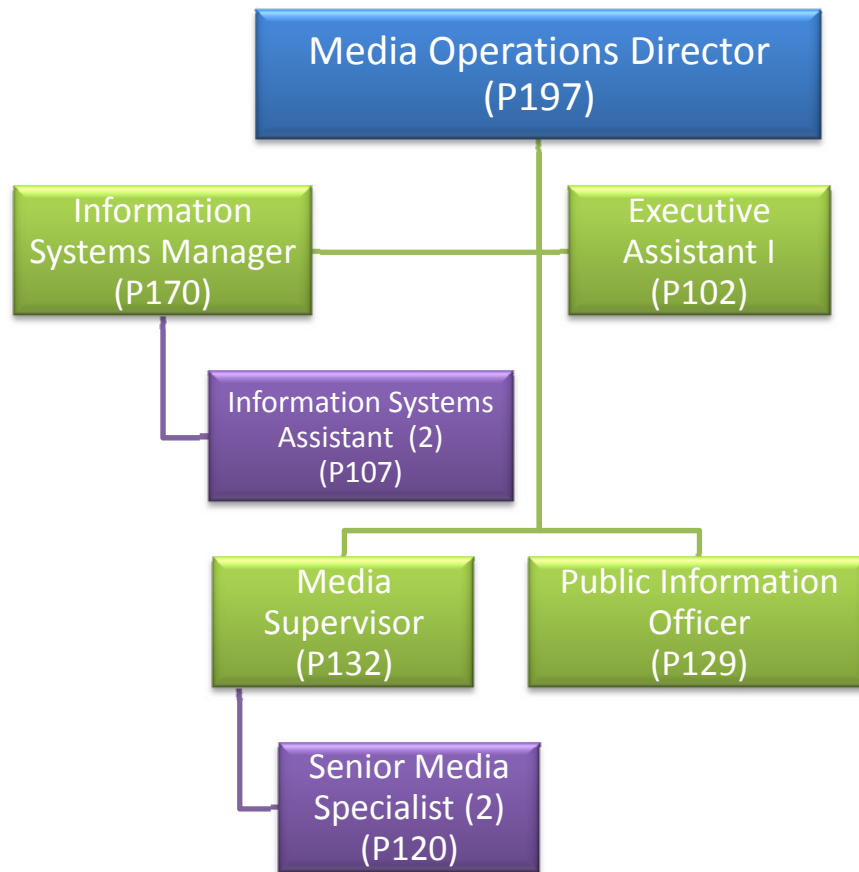 Media Operations Director
(P197)
Information
Systems Manager
(P170)
Executive
Assistant I
(P102)
Information Systems
Assistant (2)
(P107)
Media
Supervisor
(P132)
Public Information
Officer
(P129)
Senior Media
Specialist (2)
(P120)